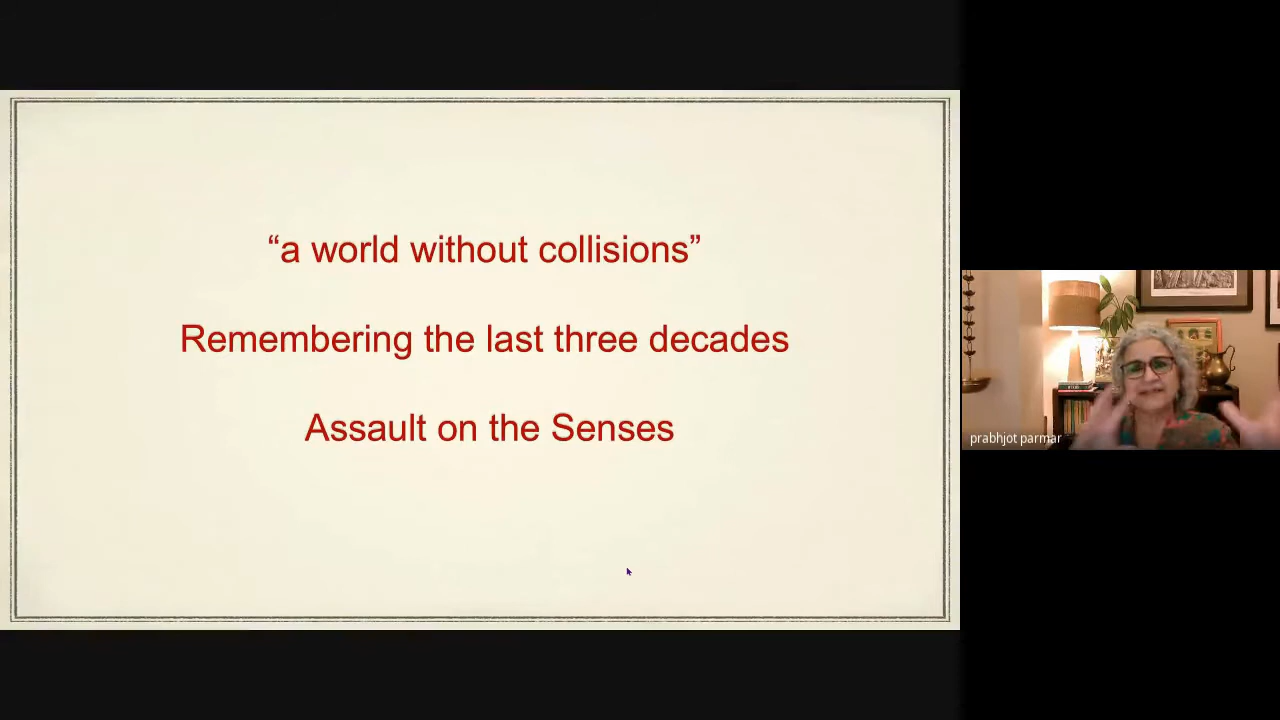 “a world without collisions”
Remembering the last three decades
Assault on the Senses
prabhjot parmar